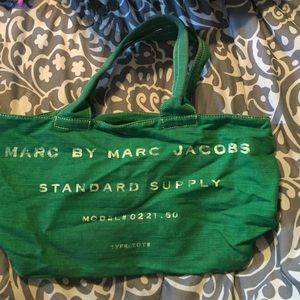 MARC BY MARC JACOBS
STANDARD SUPPLY
MODEL#0221.50
TYPE:TOTE